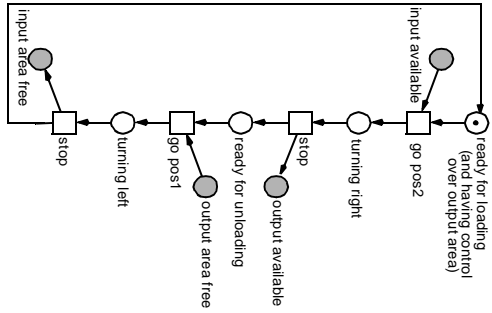 input area free
input available
stop
turning left
go pos1
ready for unloading
stop
turning right
go pos2
ready for loading
(and having control
over output area)
output area free
output available